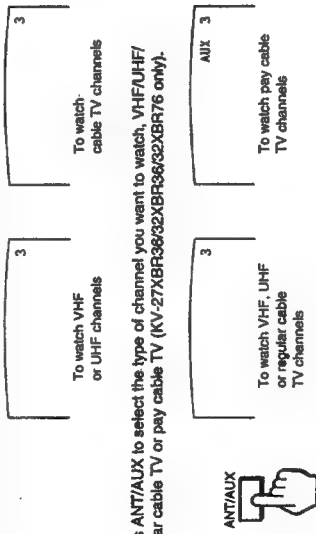 3
3
To watch VHF
or UHF channels
To watch-
cable TV channels
s ANT/AUX to select the type of channel you want to watch, VHF/UHF/
ar cable TV or pay cable TV (KV-27XBR36/32XBR36/32XBR76 only).
ANT/AUX
3
AUX 3
To watch VHF, UHF
or regular cable
TV channels
To watch pay cable
TV channels